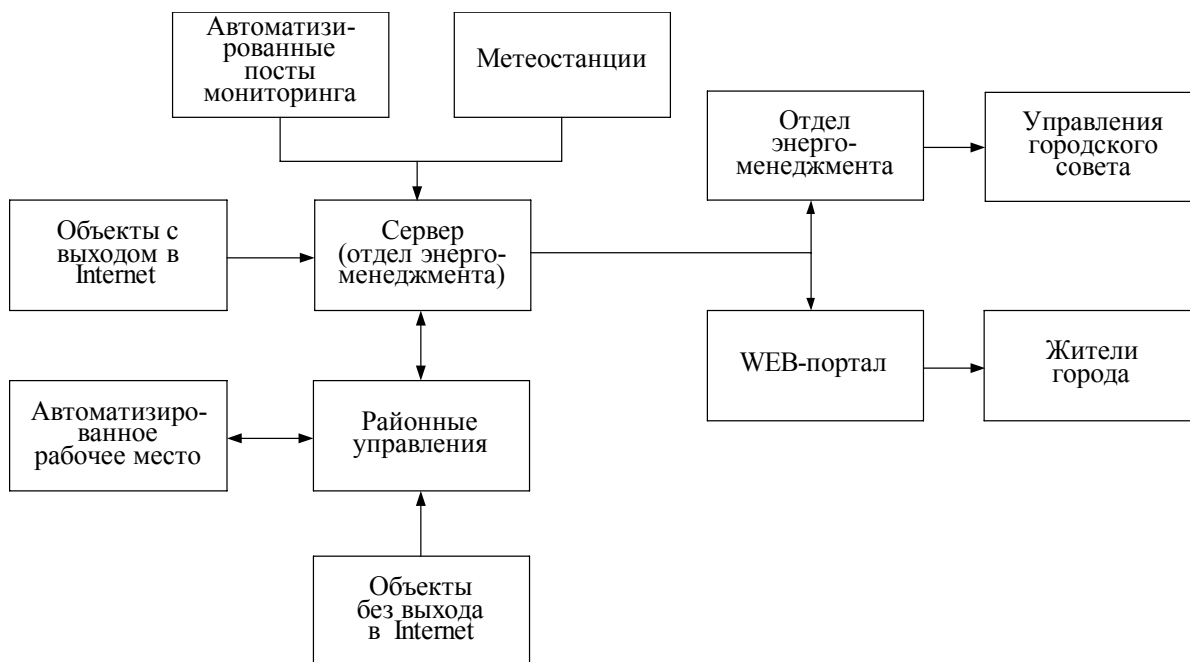 Автоматизи-
рованные
посты
мониторинга
Метеостанции
Отдел
энерго-
менеджмента
Управления
городского
совета
Объекты с
выходом в
Internet
Сервер
(отдел энерго-
менеджмента)
WEB-портал
Жители
города
Автоматизиро-
ванное
рабочее место
Районные
управления
Объекты
без выхода
в Internet